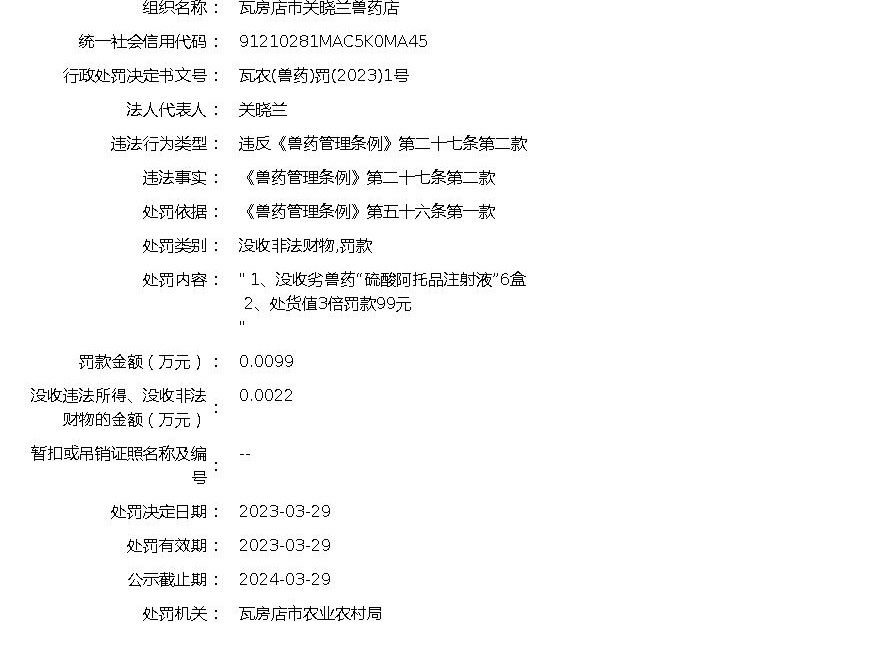 组织名称： 瓦房店市关晓兰兽药店
统一社会信用代码： 91210281MAC5K0MA45
行政处罚决定书文号： 瓦农(兽药)罚(2023)1号
法人代表人： 关晓兰
违法行为类型： 违反《兽药管理条例》第二十七条第二款
违法事实： 《兽药管理条例》第二十七条第二款
处罚依据： 《兽药管理条例》第五十六条第一款
处罚类别： 没收非法财物,罚款
处罚内容： " 1、没收劣兽药“硫酸阿托品注射液”6盒
2、处货值3倍罚款99元
"
罚款金额（万元）： 0.0099
没收违法所得、没收非法
财物的金额（万元）： 0.0022
暂扣或吊销证照名称及编
号： --
处罚决定日期： 2023-03-29
处罚有效期： 2023-03-29
公示截止期： 2024-03-29
处罚机关： 瓦房店市农业农村局